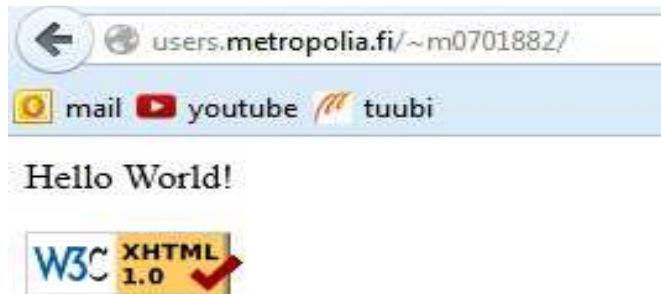 users.metropolia.fi/~m0701882/
mail youtube tuubi
Hello World!
W3C XHTML
1.0